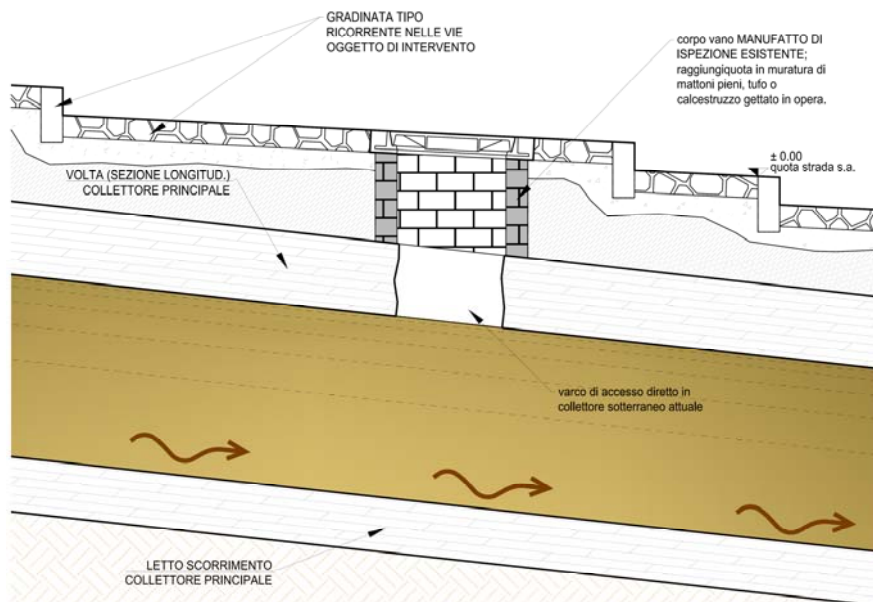 GRADINATA TIPO
RICORRENTE NELLE VIE
OGGETTO DI INTERVENTO
corpo vano MANUFATTO DI
ISPEZIONE ESISTENTE;
raggiungiquota in muratura di
mattoni pieni, tufo o
calcestruzzo gettato in opera.
± 0.00
quota strada s.a.
VOLTA (SEZIONE LONGITUD.)
COLLETTORE PRINCIPALE
varco di accesso diretto in
collettore sotterraneo attuale
LETTO SCORRIMENTO
COLLETTORE PRINCIPALE